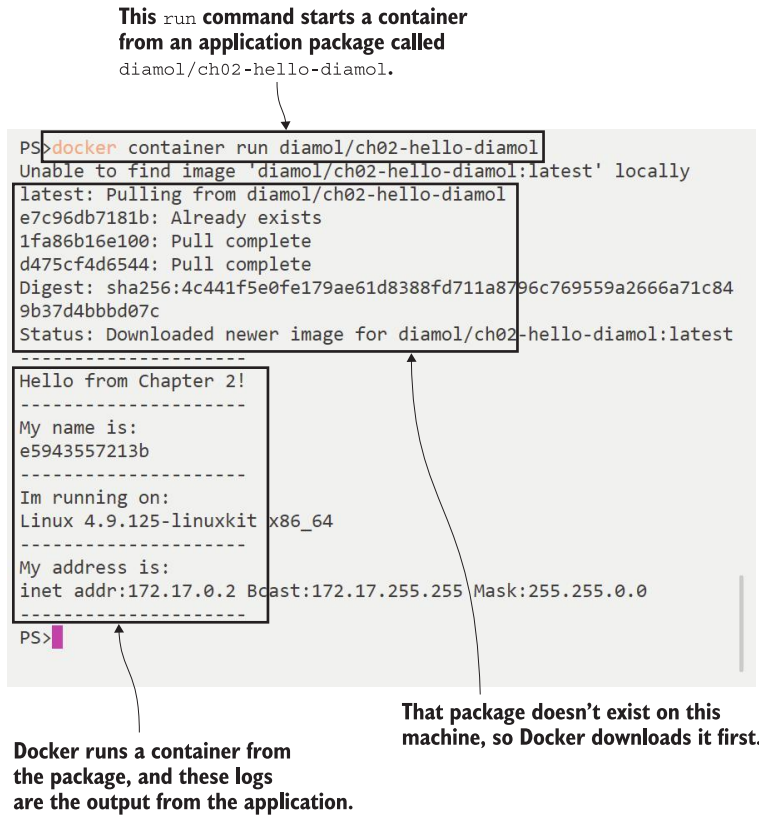 This run command starts a container
from an application package called
diamol/ch02-hello-diamol.
PS>docker container run diamol/ch02-hello-diamol
Unable to find image 'diamol/ch02-hello-diamol:latest' locally
latest: Pulling from diamol/ch02-hello-diamol
e7c96db7181b: Already exists
1fa86b16e100: Pull complete
d475cf4d6544: Pull complete
Digest: sha256:4c441f5e0fe179ae61d8388fd711a8796c769559a2666a71c84
9b37d4bbbd07c
Status: Downloaded newer image for diamol/ch02-hello-diamol:latest
---------------------
Hello from Chapter 2!
---------------------
My name is:
e5943557213b
---------------------
Im running on:
Linux 4.9.125-linuxkit x86_64
---------------------
My address is:
inet addr:172.17.0.2 Bcast:172.17.255.255 Mask:255.255.0.0
---------------------
PS>
That package doesn't exist on this
machine, so Docker downloads it first.
Docker runs a container from
the package, and these logs
are the output from the application.